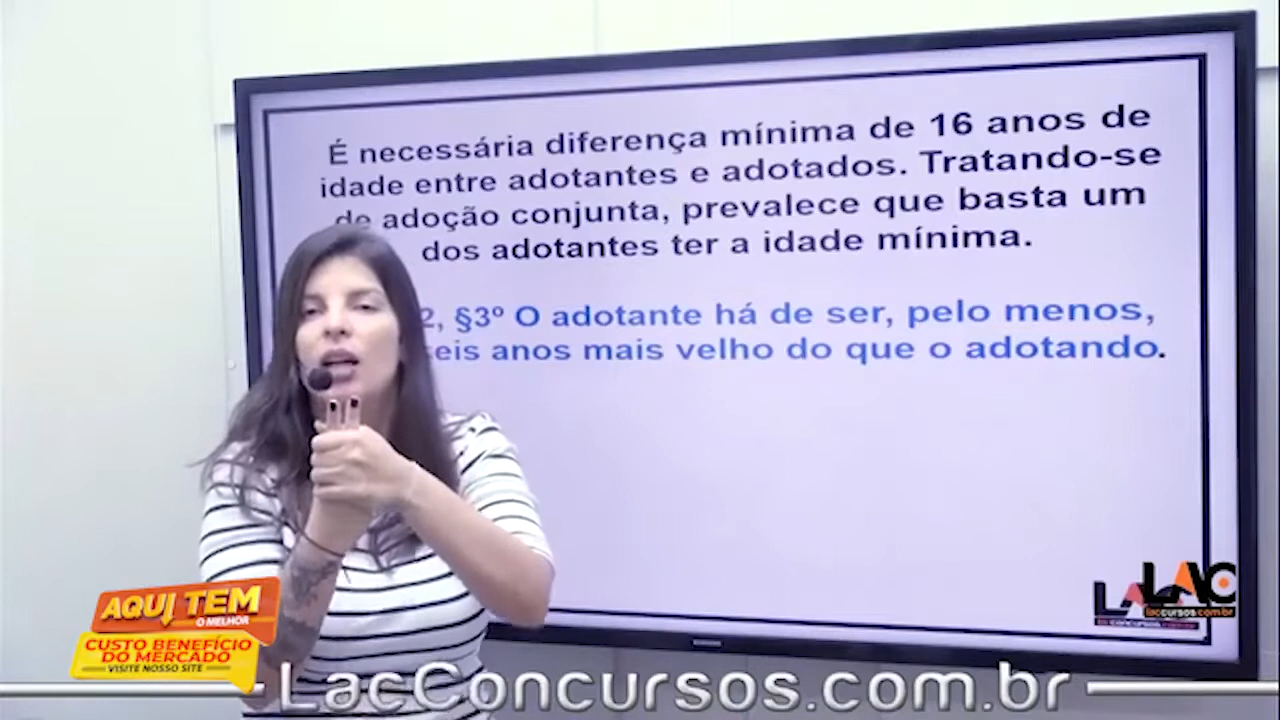 É necessária diferença mínima de 16 anos de
idade entre adotantes e adotados. Tratando-se
de adoção conjunta, prevalece que basta um
dos adotantes ter a idade mínima.
2, §3º O adotante há de ser, pelo menos,
seis anos mais velho do que o adotando.
LAC
laccursos.com.br
AQUI TEM
O MELHOR
CUSTO BENEFÍCIO
DO MERCADO
VISITE NOSSO SITE
LacConcursos.com.br